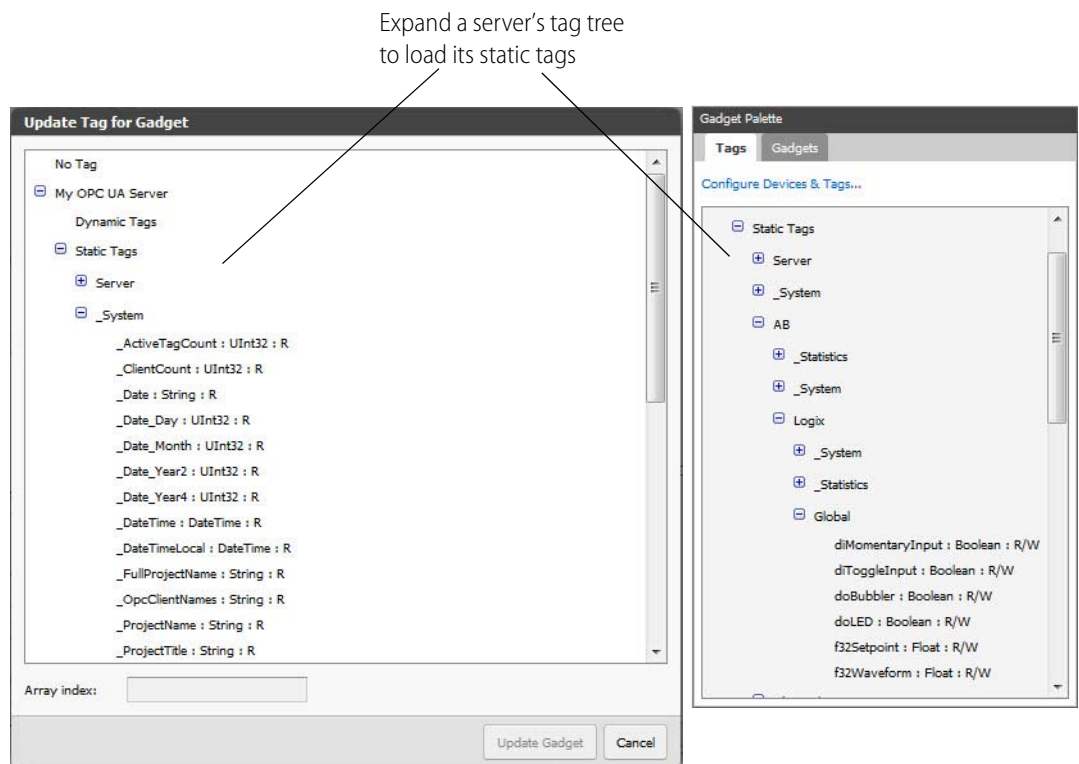 Expand a server’s tag tree
to load its static tags
Update Tag for Gadget
No Tag
My OPC UA Server
Dynamic Tags
Static Tags
Server
_System
_ActiveTagCount : UInt32 : R
_ClientCount : UInt32 : R
_Date : String : R
_Date_Day : UInt32 : R
_Date_Month : UInt32 : R
_Date_Year2 : UInt32 : R
_Date_Year4 : UInt32 : R
_DateTime : DateTime : R
_DateTimeLocal : DateTime : R
_FullProjectName : String : R
_OpcClientNames : String : R
_ProjectName : String : R
_ProjectTitle : String : R
Array index:
Update Gadget
Cancel
Gadget Palette
Tags
Gadgets
Configure Devices & Tags...
Static Tags
Server
_System
AB
_Statistics
_System
Logix
_System
_Statistics
Global
diMomentaryInput : Boolean : R/W
diToggleInput : Boolean : R/W
doBubbler : Boolean : R/W
doLED : Boolean : R/W
f32Setpoint : Float : R/W
f32Waveform : Float : R/W